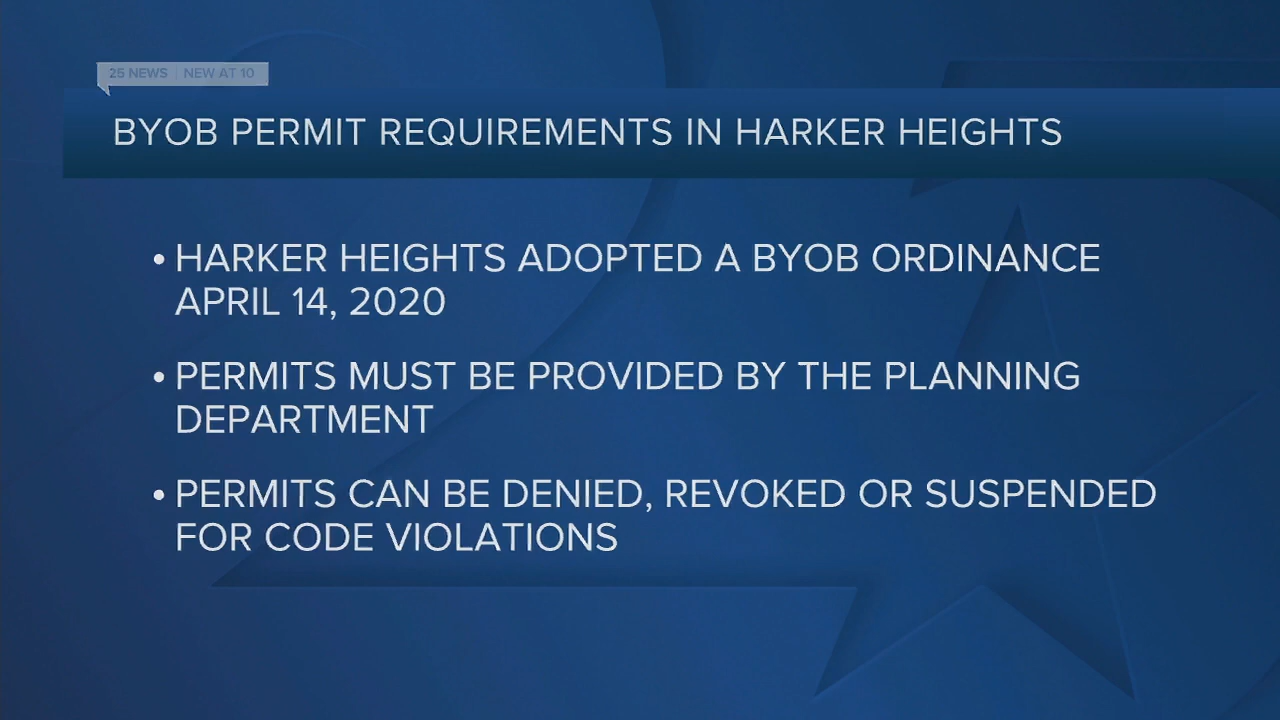 25 NEWS | NEW AT 10
BYOB PERMIT REQUIREMENTS IN HARKER HEIGHTS
• HARKER HEIGHTS ADOPTED A BYOB ORDINANCE
APRIL 14, 2020
• PERMITS MUST BE PROVIDED BY THE PLANNING
DEPARTMENT
• PERMITS CAN BE DENIED, REVOKED OR SUSPENDED
FOR CODE VIOLATIONS